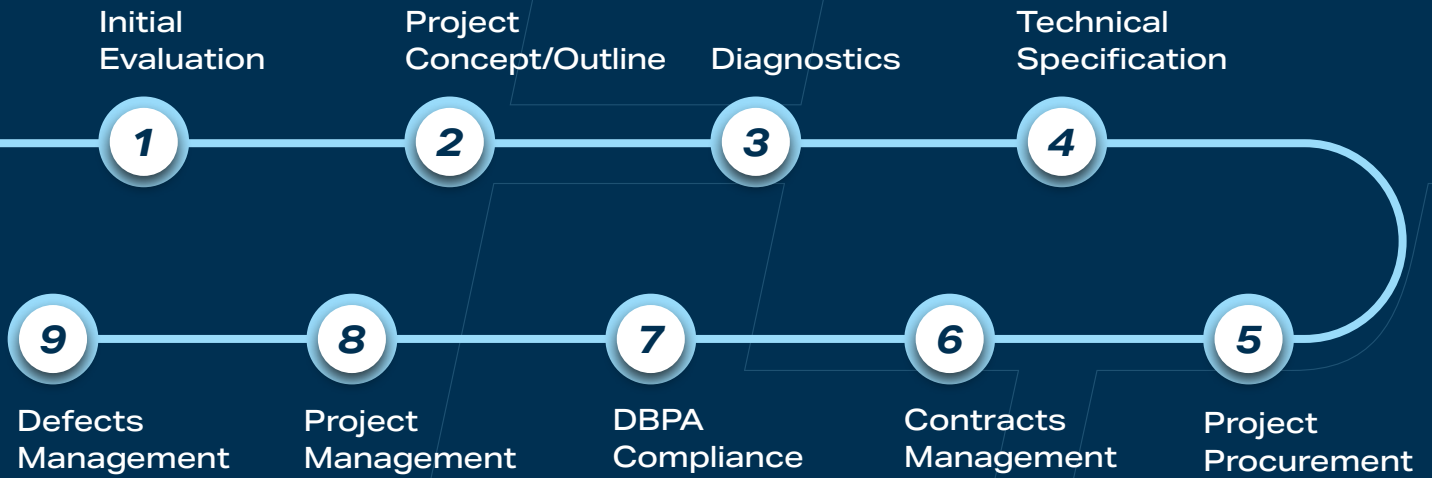 Initial
Evaluation
1
Project
Concept/Outline
2
Diagnostics
3
Technical
Specification
4
5
Project
Procurement
6
Contracts
Management
7
DBPA
Compliance
8
Project
Management
9
Defects
Management